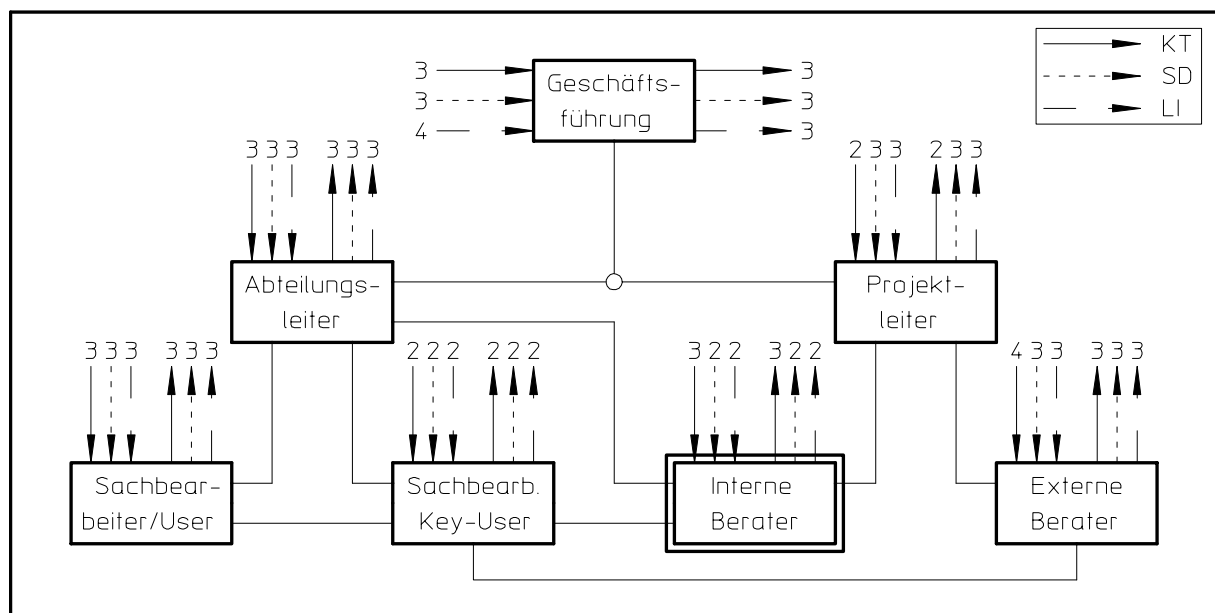 KT
SD
LI
3 3
3 3
4 3
Geschäfts-
führung
3 3 3 3 3 3
2 3 3 2 3 3
Abteilungs-
leiter
Projekt-
leiter
3 3 3 3 3 3
2 2 2 2 2 2
3 2 2 3 2 2
4 3 3 3 3 3
Sachbear-
beiter/User
Sachbearb.
Key-User
Interne
Berater
Externe
Berater